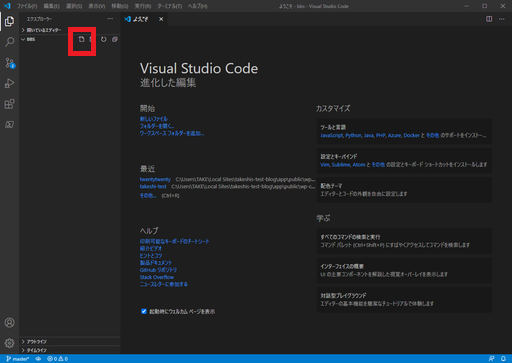 ファイル(F) 編集(E) 選択(S) 表示(V) 移動(G) 実行(R) ターミナル(T) ヘルプ(H)
ようこそ - bbs - Visual Studio Code
エクスプローラー
ようこそ
開いているエディター
BBS
Visual Studio Code
進化した編集
開始
新しいファイル
フォルダーを開く...
ワークスペース フォルダーを追加...
最近
twentytwenty C:\Users\TAKE\Local Sites\takeshis-test-blog\app\public\wp-c...
takeshi-test C:\Users\TAKE\Local Sites\takeshis-test-blog\app\public\wp-c...
その他... (Ctrl+R)
ヘルプ
印刷可能なキーボードのチートシート
紹介ビデオ
ヒントとコツ
製品ドキュメント
GitHub リポジトリ
Stack Overflow
ニュースレターに参加する
起動時にウェルカム ページを表示
カスタマイズ
ツールと言語
JavaScript, Python, Java, PHP, Azure, Docker と その他 のサポートをインストー...
設定とキーバインド
Vim, Sublime, Atom と その他 の設定とキーボード ショートカットをインストールします
配色テーマ
エディターとコードの外観を自由に設定します
学ぶ
すべてのコマンドの検索と実行
コマンド パレット (Ctrl+Shift+P) にすばやくアクセスしてコマンドを検索します
インターフェイスの概要
UI の主要コンポーネントを解説した視覚オーバーレイを表示します
対話型プレイグラウンド
エディターの基本機能を簡潔なチュートリアルで体験します
アウトライン
タイムライン
master*
0 0